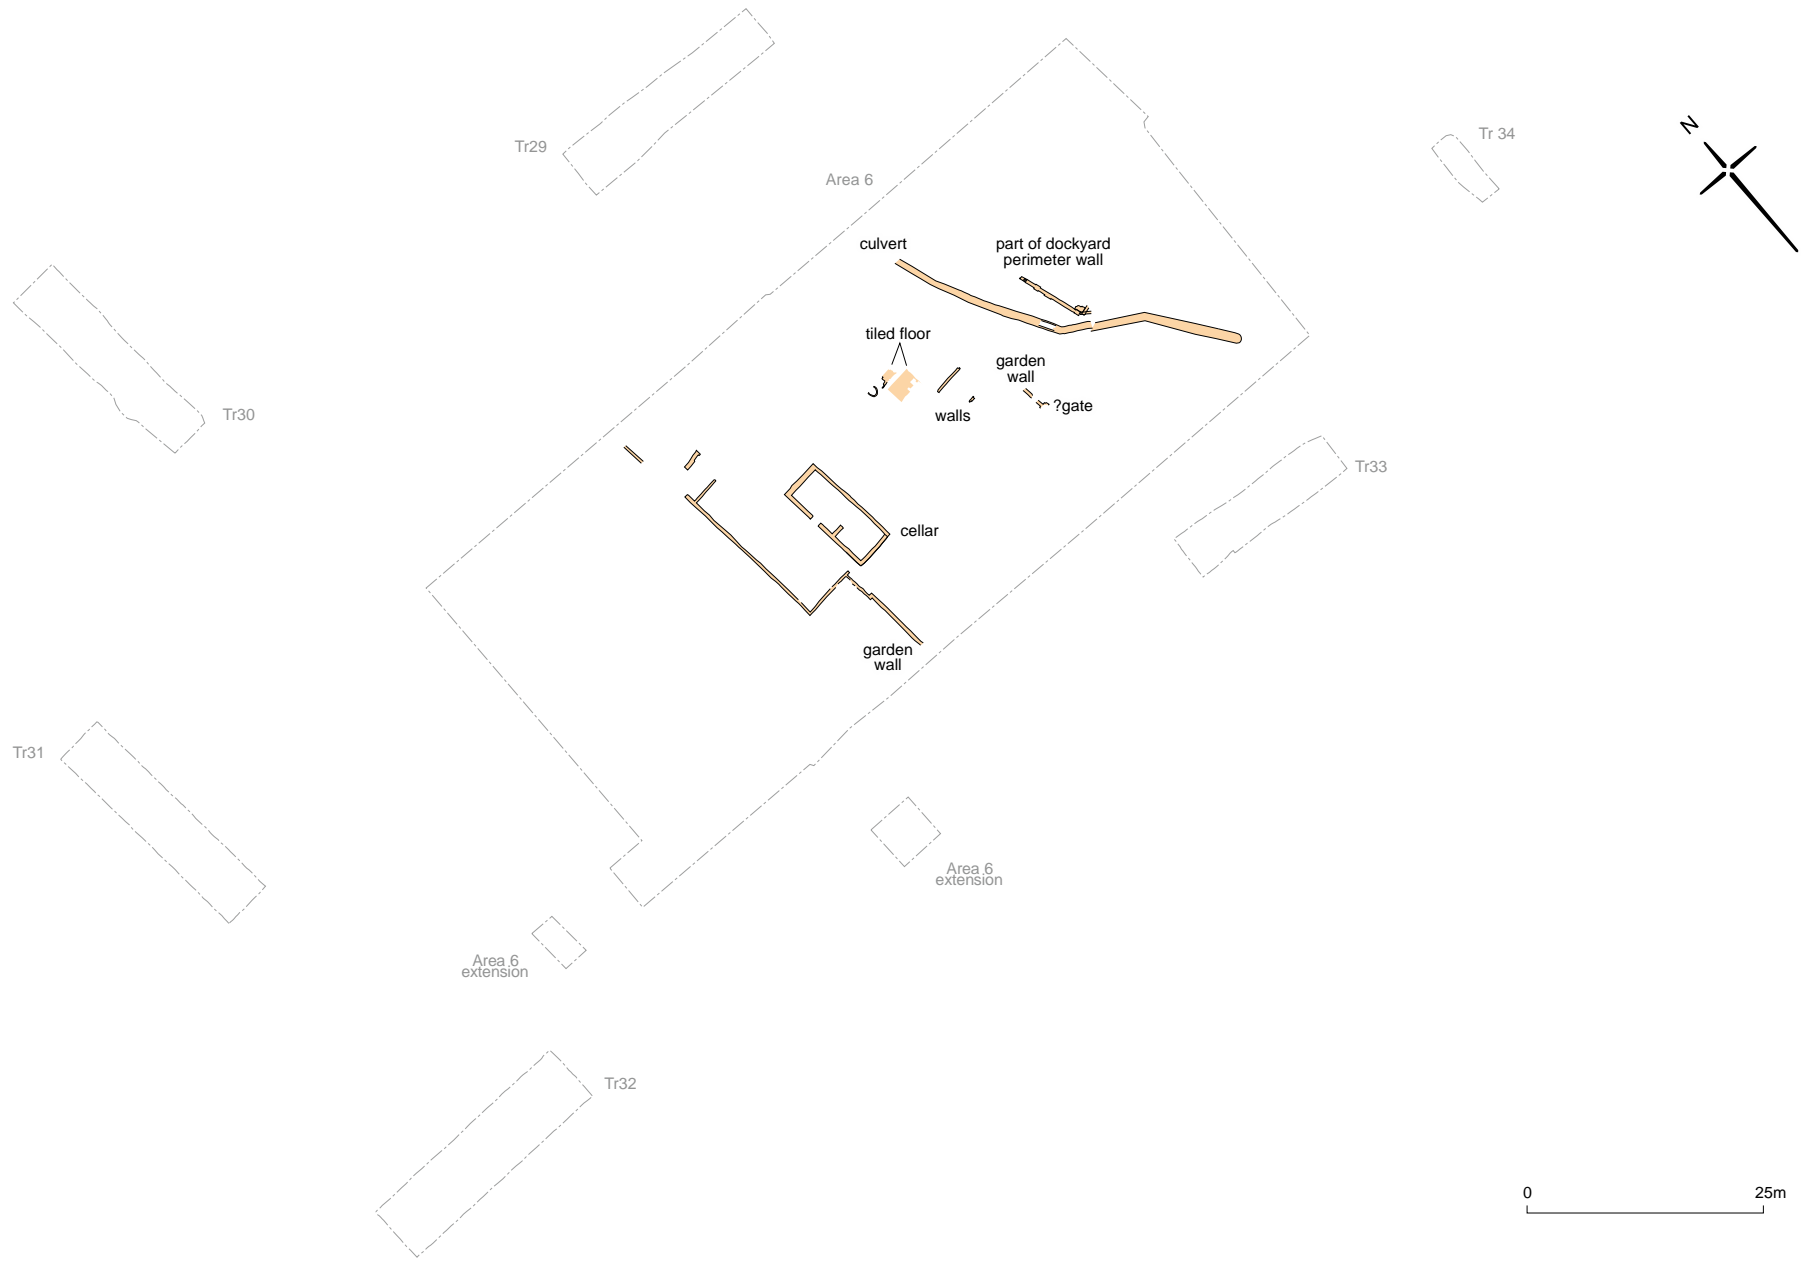 N
Tr 34
Tr29
Area 6
culvert
part of dockyard
perimeter wall
tiled floor
garden
wall
?gate
walls
Tr30
Tr33
cellar
garden
wall
Tr31
Area 6
extension
Area 6
extension
Tr32
0
25m